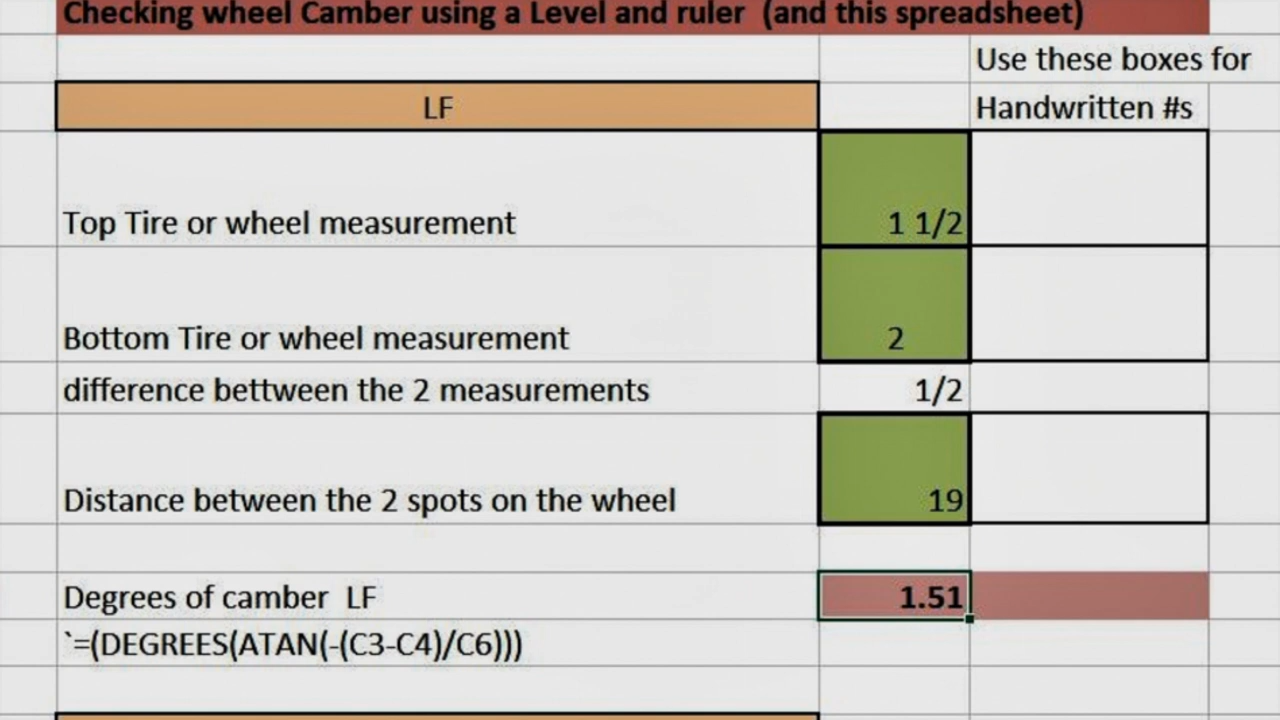 Checking wheel Camber using a Level and ruler (and this spreadsheet)
Use these boxes for
LF Handwritten #s
Top Tire or wheel measurement 1 1/2
Bottom Tire or wheel measurement 2
difference bettween the 2 measurements 1/2
Distance between the 2 spots on the wheel 19
Degrees of camber LF 1.51
`=(DEGREES(ATAN(-(C3-C4)/C6)))